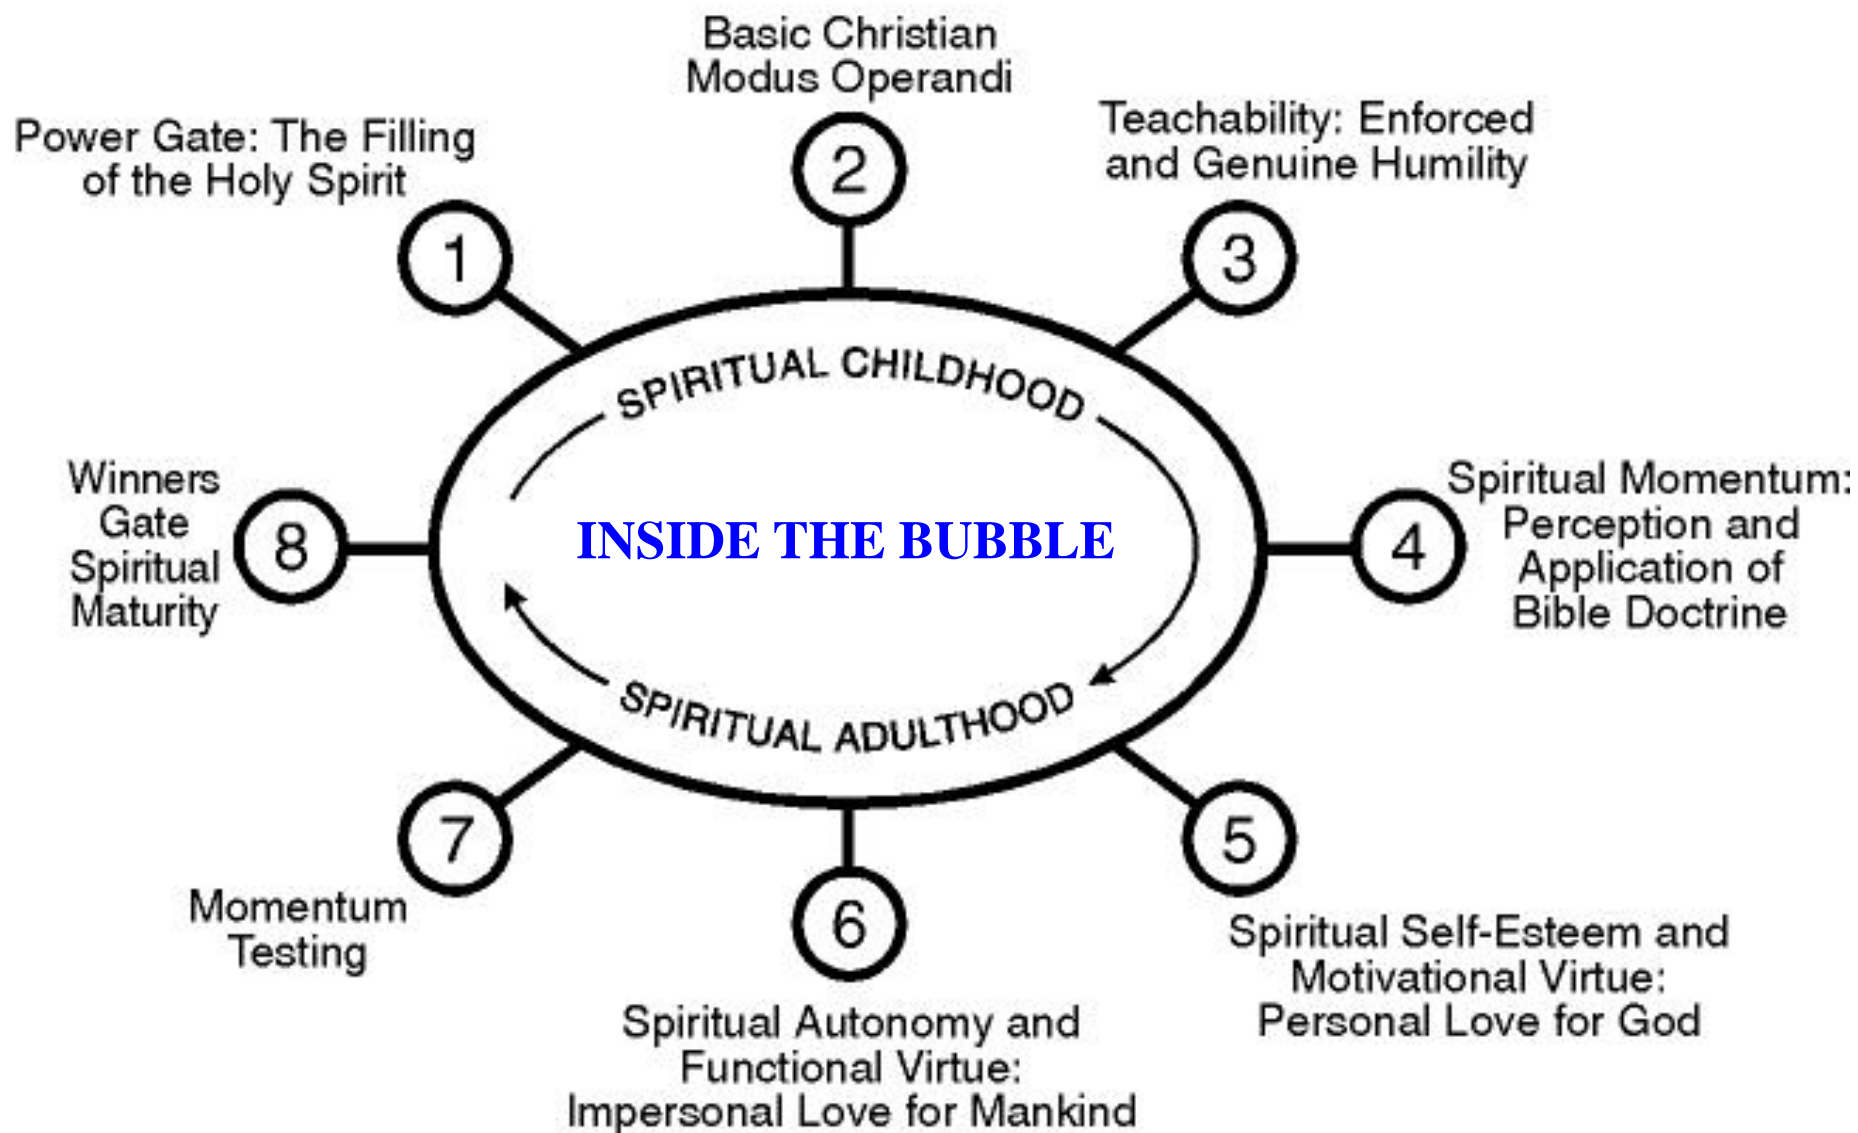 Basic Christian
Modus Operandi
2
Power Gate: The Filling
of the Holy Spirit
1
Teachability: Enforced
and Genuine Humility
3
SPIRITUAL CHILDHOOD
Winners
Gate
Spiritual
Maturity
8
INSIDE THE BUBBLE
4
Spiritual Momentum:
Perception and
Application of
Bible Doctrine
SPIRITUAL ADULTHOOD
7
Momentum
Testing
6
Spiritual Autonomy and
Functional Virtue:
Impersonal Love for Mankind
5
Spiritual Self-Esteem and
Motivational Virtue:
Personal Love for God